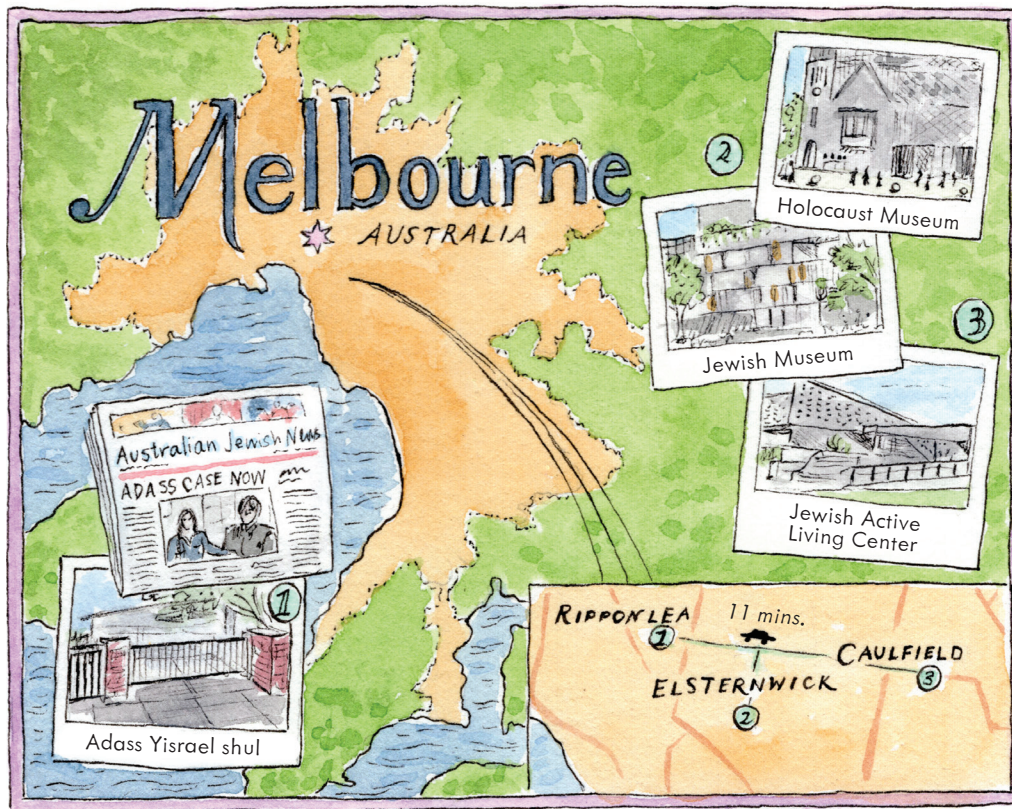 Melbourne
AUSTRALIA
2
Holocaust Museum
Jewish Museum
3
Jewish Active
Living Center
Australian Jewish News
ADASS CASE NOW
1
Adass Yisrael shul
RIPPONLEA
1
11 mins.
CAULFIELD
3
ELSTERNWICK
2